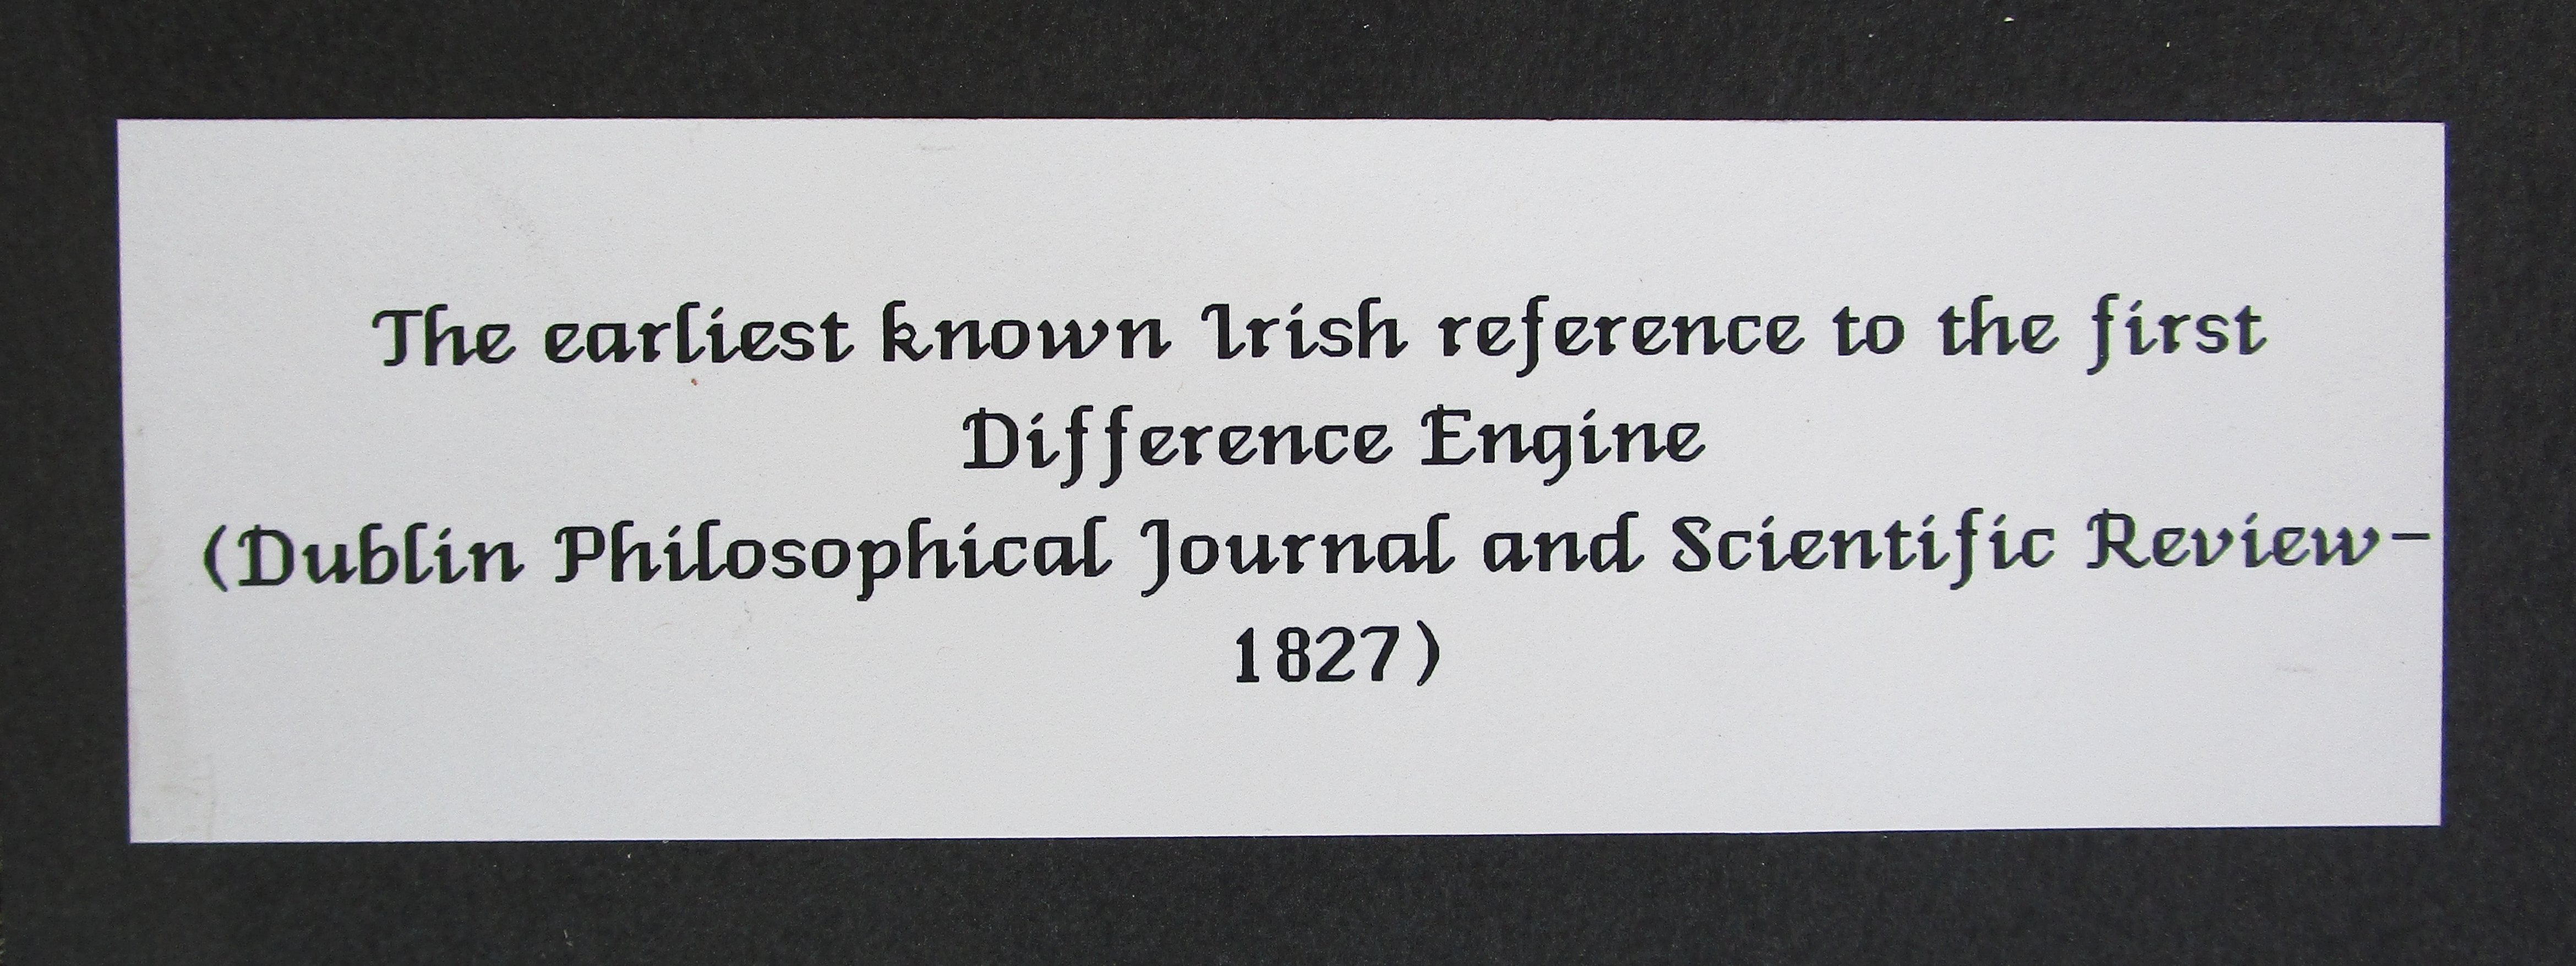 The earliest known Irish reference to the first
Difference Engine
(Dublin Philosophical Journal and Scientific Review-
1827)